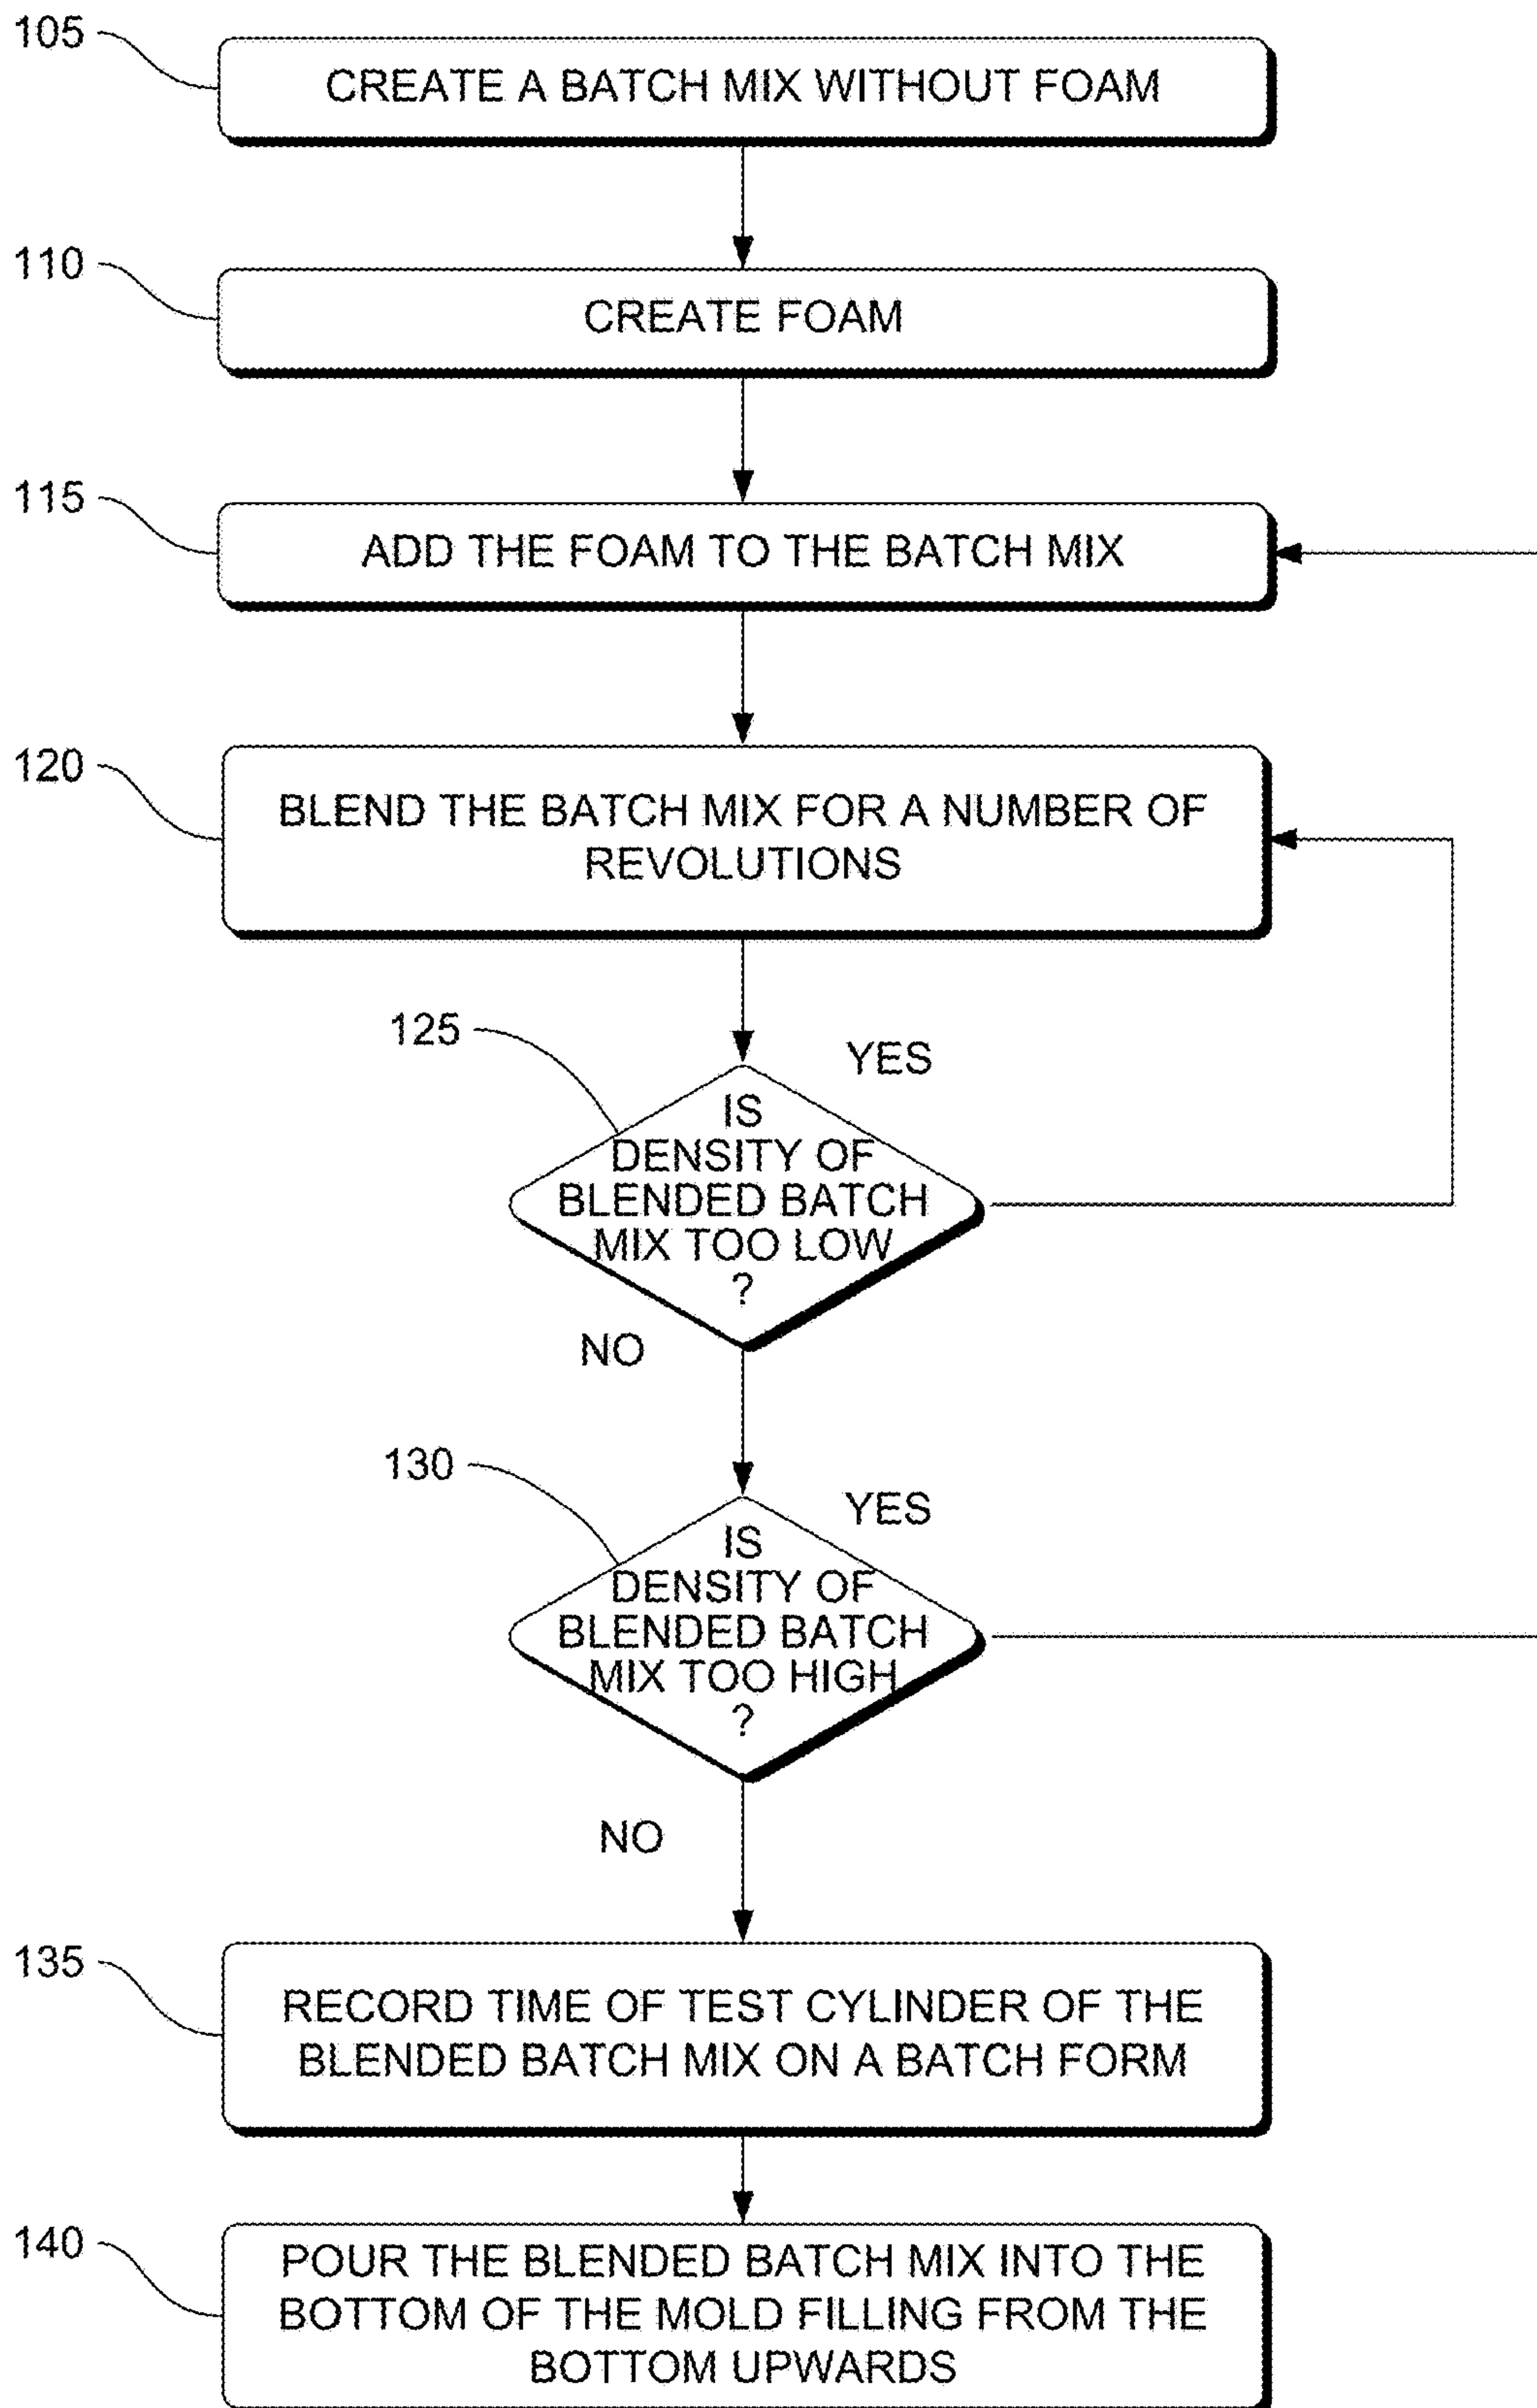 105
CREATE A BATCH MIX WITHOUT FOAM
110
CREATE FOAM
115
ADD THE FOAM TO THE BATCH MIX
120
BLEND THE BATCH MIX FOR A NUMBER OF
REVOLUTIONS
125
YES
IS
DENSITY OF
BLENDED BATCH
MIX TOO LOW
?
NO
130
YES
IS
DENSITY OF
BLENDED BATCH
MIX TOO HIGH
?
NO
135
RECORD TIME OF TEST CYLINDER OF THE
BLENDED BATCH MIX ON A BATCH FORM
140
POUR THE BLENDED BATCH MIX INTO THE
BOTTOM OF THE MOLD FILLING FROM THE
BOTTOM UPWARDS